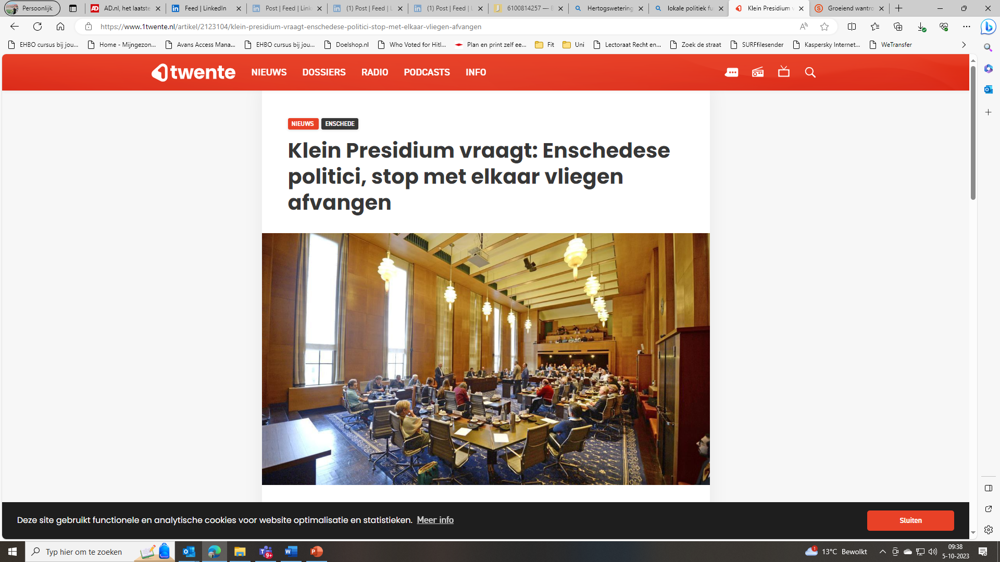 Persoonlijk
AD.nl, het laatste
Feed | LinkedIn
Post | Feed | Link
(1) Post | Feed | L
(1) Post | Feed | L
6100814257 — B
Hertogswetering
lokale politiek fu
Klein Presidium v
Groeiend wantro
https://www.1twente.nl/artikel/2123104/klein-presidium-vraagt-enschedese-politici-stop-met-elkaar-vliegen-afvangen
EHBO cursus bij jou...
Home - Mijngezon...
Avans Access Mana...
EHBO cursus bij jou...
Doelshop.nl
Who Voted for Hitl...
Plan en print zelf ee...
Fit
Uni
Lectoraat Recht en...
Zoek de straat
SURFfilesender
Kaspersky Internet...
WeTransfer
1twente
NIEUWS
DOSSIERS
RADIO
PODCASTS
INFO
NIEUWS
ENSCHEDE
Klein Presidium vraagt: Enschedese
politici, stop met elkaar vliegen
afvangen
Deze site gebruikt functionele en analytische cookies voor website optimalisatie en statistieken. Meer info
Sluiten
Typ hier om te zoeken
9+
1
13°C Bewolkt
09:38
5-10-2023